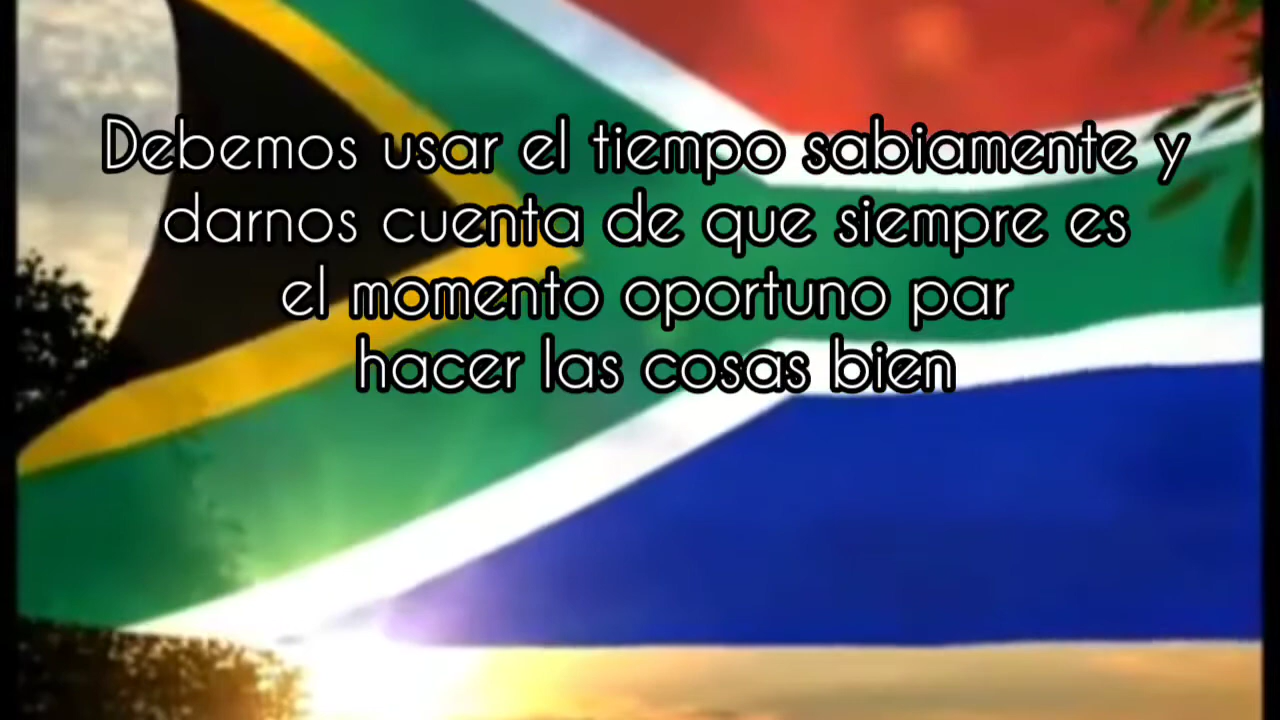 Debemos usar el tiempo sabiamente y
darnos cuenta de que siempre es
el momento oportuno par
hacer las cosas bien